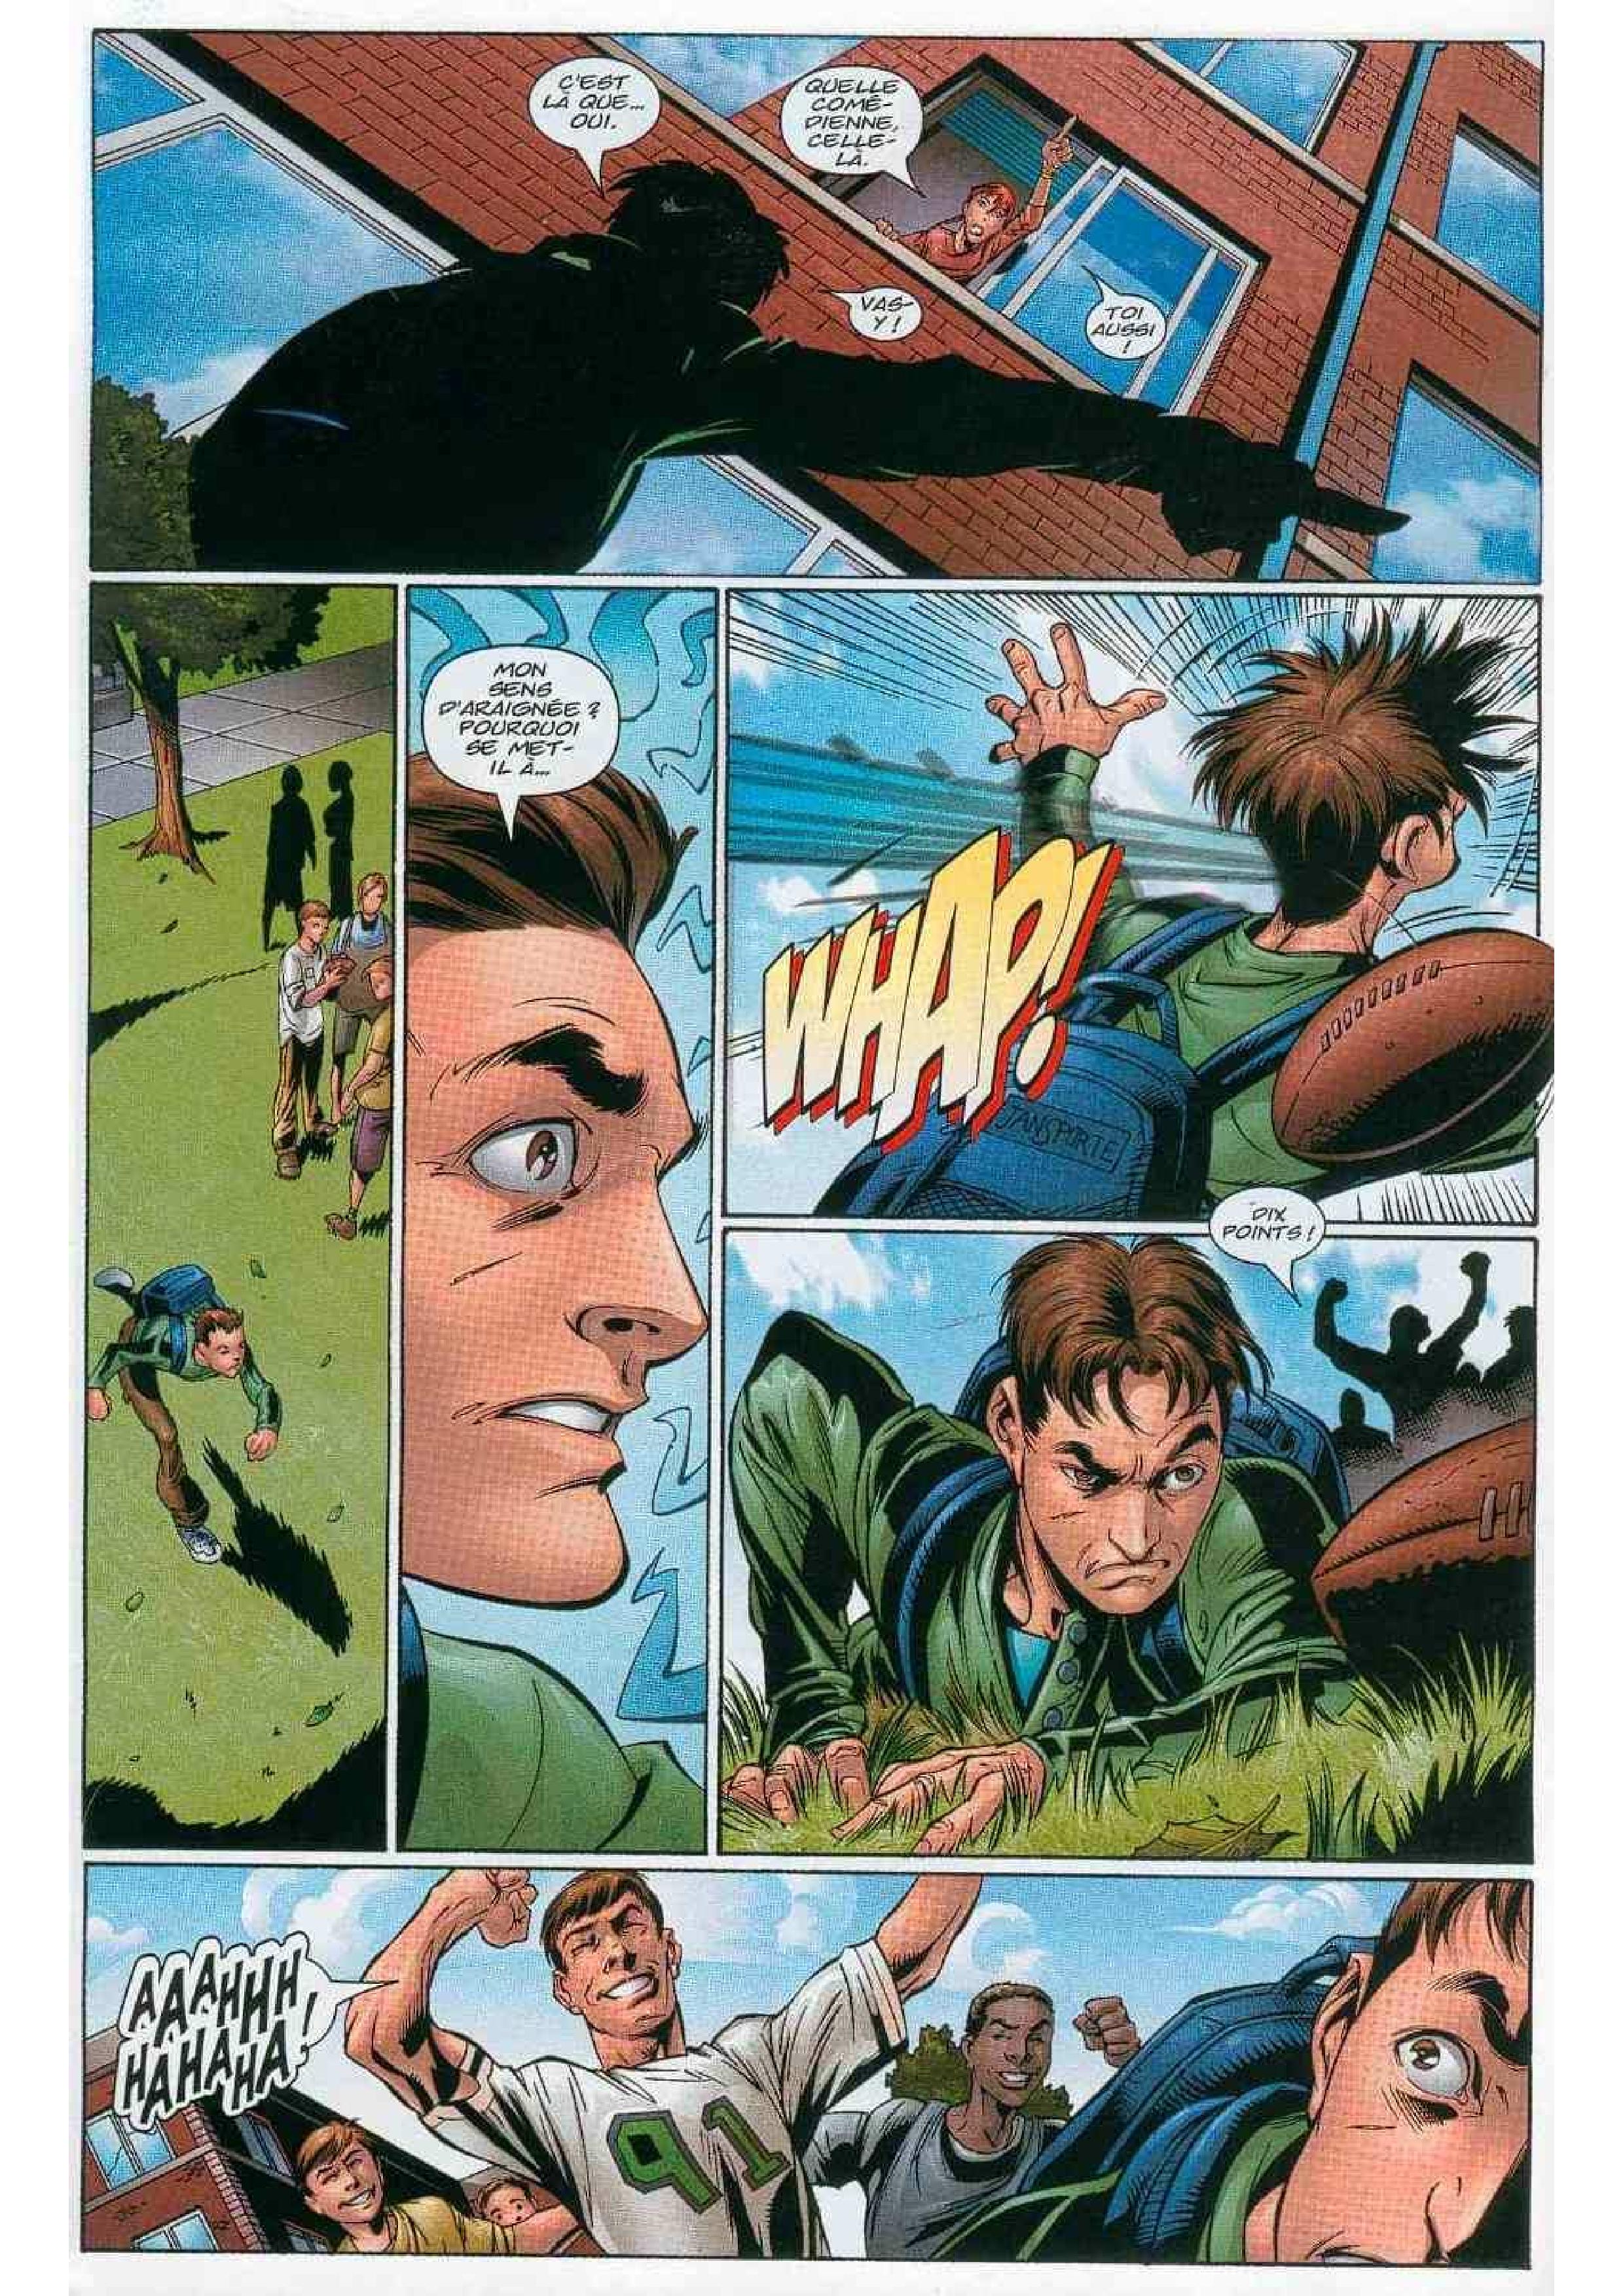 C'EST
LÀ QUE...
OUI.
QUELLE
COMÉ-
DIENNE,
CELLE-
LÀ.
VAS-
Y !
TOI
AUSSI
!
MON
SENS
D'ARAIGNÉE ?
POURQUOI
SE MET-
IL À...
WHAP!
JANSPORTE
DIX
POINTS !
AAAHHH
HAHAHA!
91